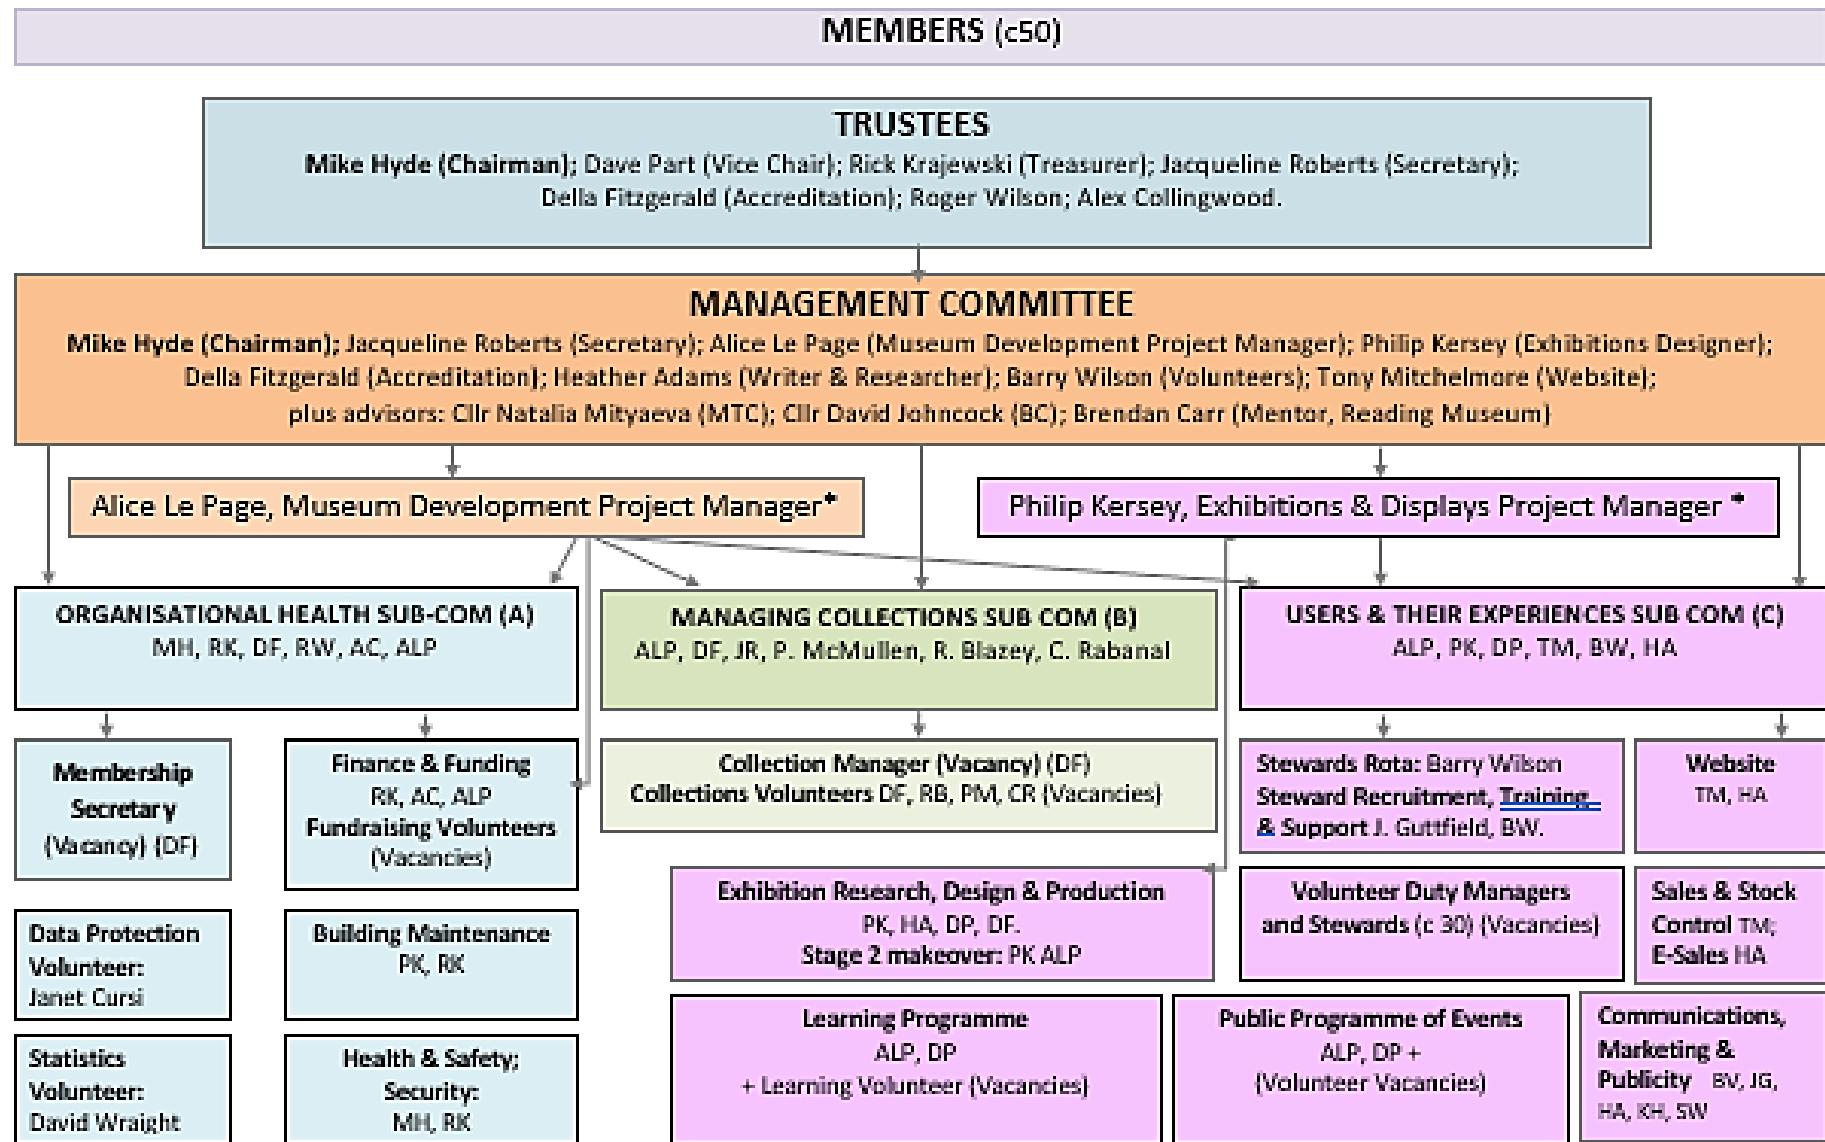 MEMBERS (c50)
TRUSTEES
Mike Hyde (Chairman); Dave Part (Vice Chair); Rick Krajewski (Treasurer); Jacqueline Roberts (Secretary);
Della Fitzgerald (Accreditation); Roger Wilson; Alex Collingwood.
MANAGEMENT COMMITTEE
Mike Hyde (Chairman); Jacqueline Roberts (Secretary); Alice Le Page (Museum Development Project Manager); Philip Kersey (Exhibitions Designer);
Della Fitzgerald (Accreditation); Heather Adams (Writer & Researcher); Barry Wilson (Volunteers); Tony Mitchelmore (Website);
plus advisors: Cllr Natalia Mityaeva (MTC); Cllr David Johncock (BC); Brendan Carr (Mentor, Reading Museum)
Alice Le Page, Museum Development Project Manager*
Philip Kersey, Exhibitions & Displays Project Manager *
ORGANISATIONAL HEALTH SUB-COM (A)
MH, RK, DF, RW, AC, ALP
MANAGING COLLECTIONS SUB COM (B)
ALP, DF, JR, P. McMullen, R. Blazey, C. Rabanal
USERS & THEIR EXPERIENCES SUB COM (C)
ALP, PK, DP, TM, BW, HA
Membership
Secretary
(Vacancy) (DF)
Finance & Funding
RK, AC, ALP
Fundraising Volunteers
(Vacancies)
Collection Manager (Vacancy) (DF)
Collections Volunteers DF, RB, PM, CR (Vacancies)
Stewards Rota: Barry Wilson
Steward Recruitment, Training
& Support J. Guttfield, BW.
Website
TM, HA
Exhibition Research, Design & Production
PK, HA, DP, DF.
Stage 2 makeover: PK ALP
Volunteer Duty Managers
and Stewards (c 30) (Vacancies)
Sales & Stock
Control TM;
E-Sales HA
Data Protection
Volunteer:
Janet Cursi
Building Maintenance
PK, RK
Learning Programme
ALP, DP
+ Learning Volunteer (Vacancies)
Public Programme of Events
ALP, DP +
(Volunteer Vacancies)
Communications,
Marketing &
Publicity BV, JG,
HA, KH, SW
Statistics
Volunteer:
David Wraight
Health & Safety;
Security:
MH, RK